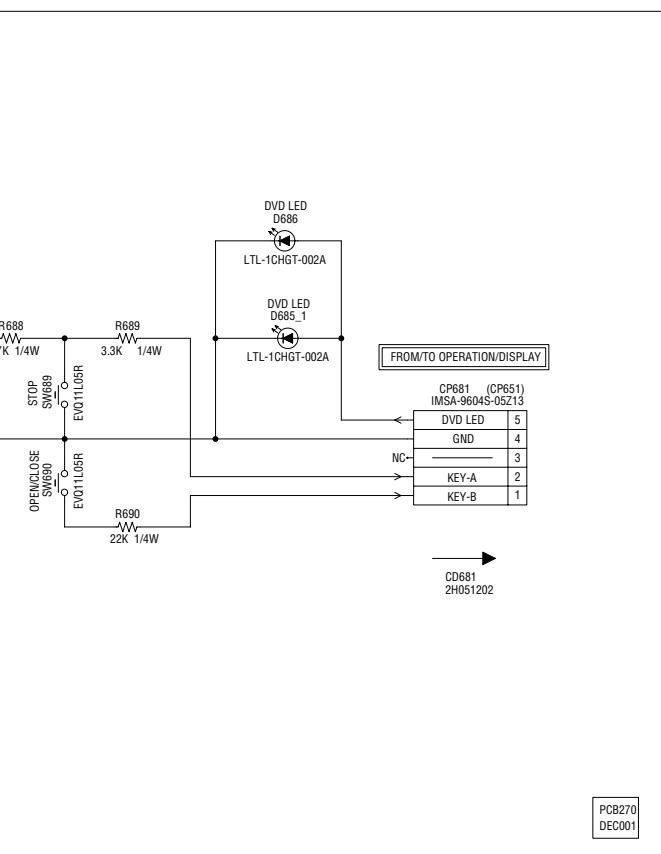 DVD LED
D686
LTL-1CHGT-002A
DVD LED
D685_1
LTL-1CHGT-002A
R688
K 1/4W
R689
3.3K 1/4W
STOP
SW689
EVQ11L05R
OPEN/CLOSE
SW690
EVQ11L05R
R690
22K 1/4W
FROM/TO OPERATION/DISPLAY
CP681 (CP651)
IMSA-9604S-05Z13
DVD LED 5
GND 4
NC 3
KEY-A 2
KEY-B 1
CD681
2H051202
PCB270
DEC001